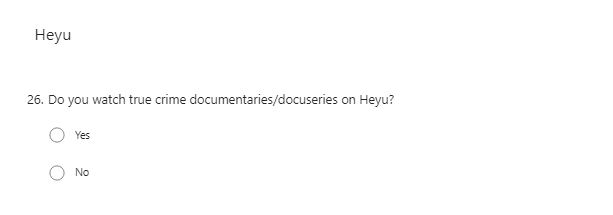 Heyu
26. Do you watch true crime documentaries/docuseries on Heyu?
Yes
No